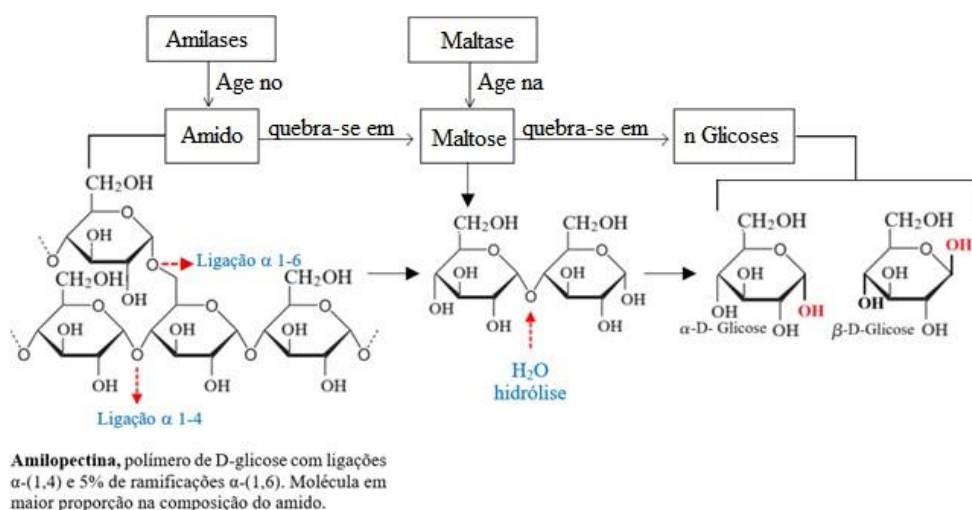 Amilases
Maltase
Age no
Age na
Amido
quebra-se em
Maltose
quebra-se em
n Glicoses
CH₂OH
O
OH
O
O
OH
Ligação α 1-6
CH₂OH
O
OH
O
OH
O
O
OH
O
OH
CH₂OH
O
OH
OH
O
Ligação α 1-4
CH₂OH
CH₂OH
O
O
OH
OH
OH
O
OH
OH
OH
H₂O
hidrólise
CH₂OH
O
OH
OH
OH
OH
α-D- Glicose
CH₂OH
O
OH
OH
OH
OH
β-D-Glicose
Amilopectina, polímero de D-glicose com ligações
α-(1,4) e 5% de ramificações α-(1,6). Molécula em
maior proporção na composição do amido.